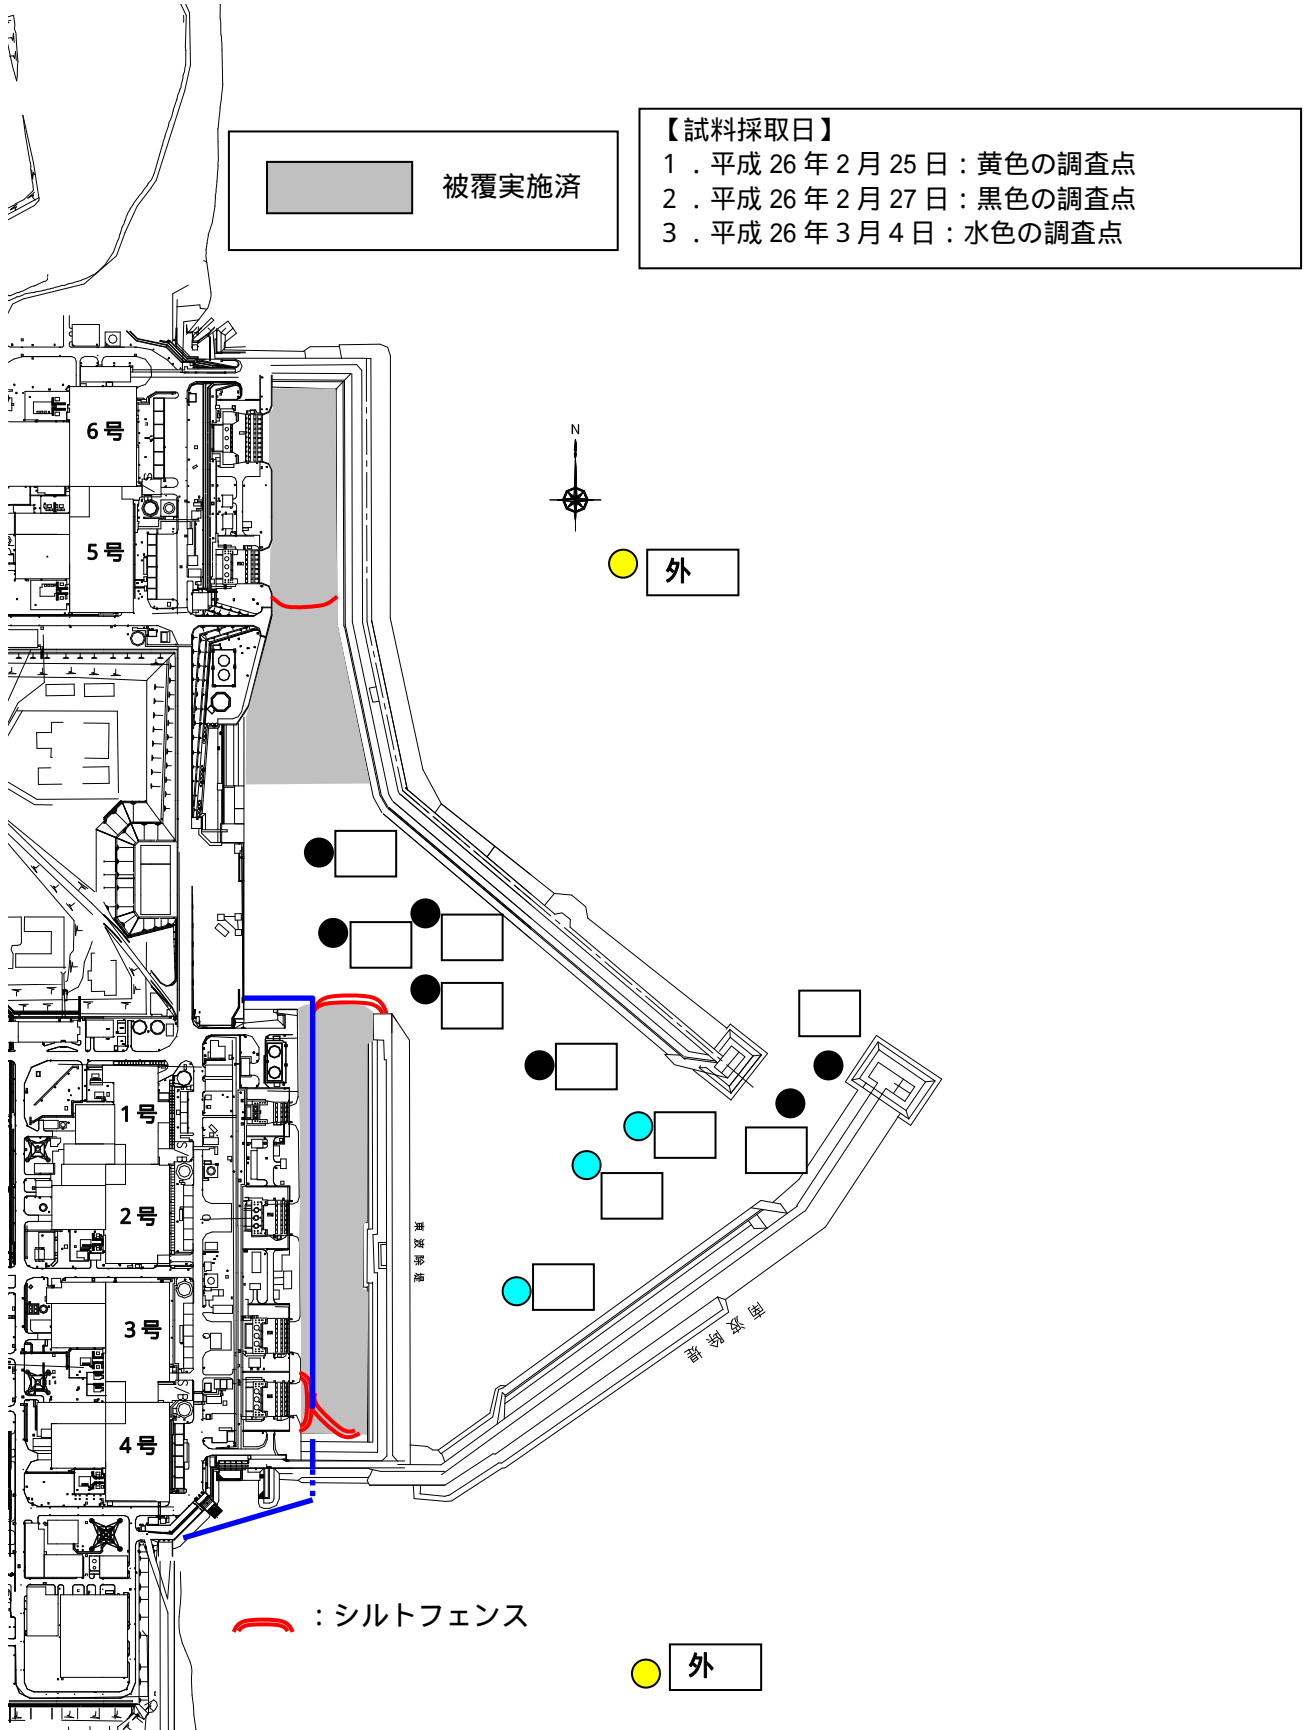 【試料採取日】
1．平成 26 年 2 月 25 日：黄色の調査点
2．平成 26 年 2 月 27 日：黒色の調査点
3．平成 26 年 3 月 4 日：水色の調査点
被覆実施済
6号
N
5号
外
1号
2号
東波除堤
3号
南波除堤
4号
：シルトフェンス
外